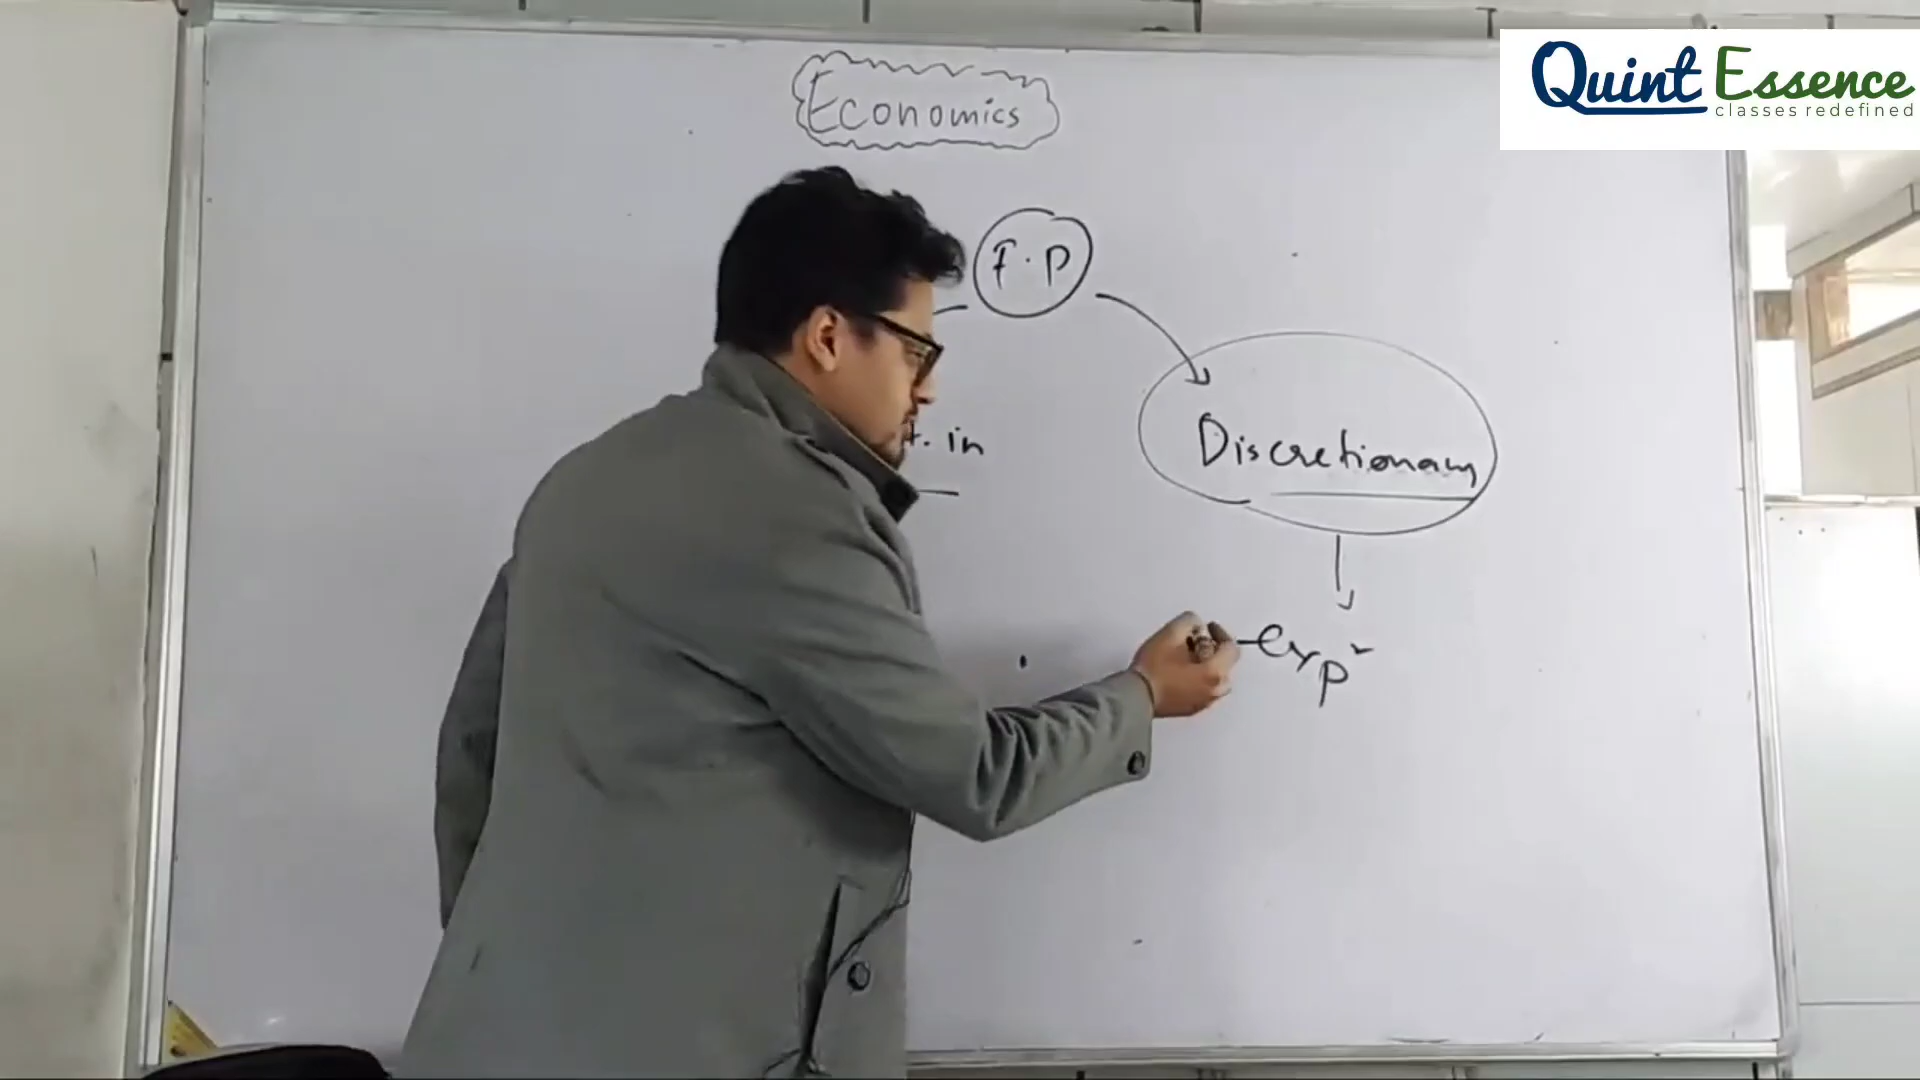 Quint Essence
classes redefined
Economics
F.P
in
Discretionary
exp